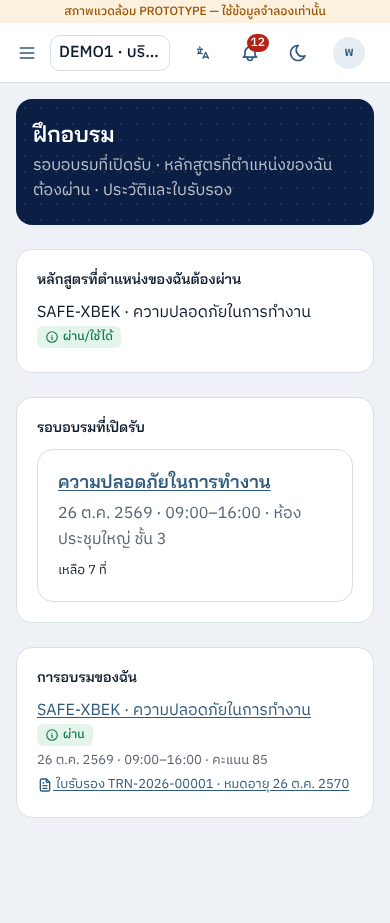 สภาพแวดล้อม PROTOTYPE — ใช้ข้อมูลจำลองเท่านั้น
DEMO1 · บริ...
12
W
ฝึกอบรม
รอบอบรมที่เปิดรับ · หลักสูตรที่ตำแหน่งของฉัน
ต้องผ่าน · ประวัติและใบรับรอง
หลักสูตรที่ตำแหน่งของฉันต้องผ่าน
SAFE-XBEK · ความปลอดภัยในการทำงาน
ผ่าน/ใช้ได้
รอบอบรมที่เปิดรับ
ความปลอดภัยในการทำงาน
26 ต.ค. 2569 · 09:00–16:00 · ห้อง
ประชุมใหญ่ ชั้น 3
เหลือ 7 ที่
การอบรมของฉัน
SAFE-XBEK · ความปลอดภัยในการทำงาน
ผ่าน
26 ต.ค. 2569 · 09:00–16:00 · คะแนน 85
ใบรับรอง TRN-2026-00001 · หมดอายุ 26 ต.ค. 2570